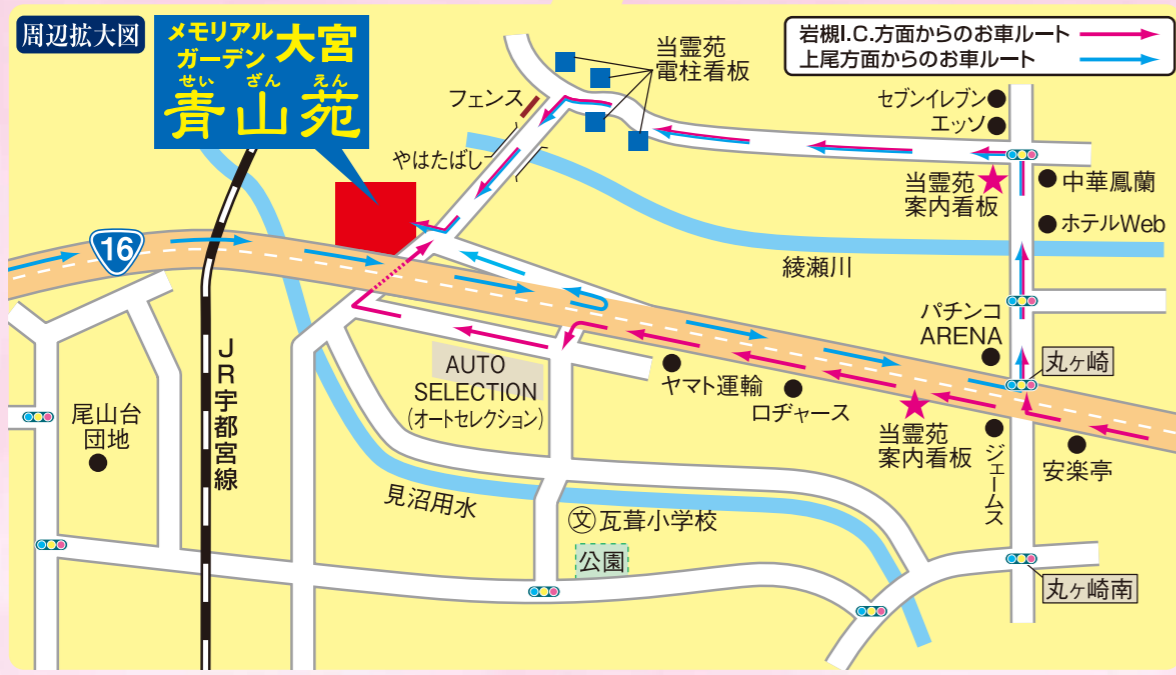 周辺拡大図
メモリアル
ガーデン
大宮
せい ざん えん
青山苑
岩槻I.C.方面からのお車ルート
上尾方面からのお車ルート
当霊苑
電柱看板
フェンス
やはたばし
セブンイレブン
エッソ
当霊苑
案内看板
中華鳳蘭
ホテルWeb
綾瀬川
16
パチンコ
ARENA
丸ヶ崎
JR宇都宮線
AUTO
SELECTION
(オートセレクション)
ヤマト運輸
ロヂャース
当霊苑
案内看板
ジェームス
安楽亭
尾山台
団地
見沼用水
文 瓦葺小学校
公園
丸ヶ崎南